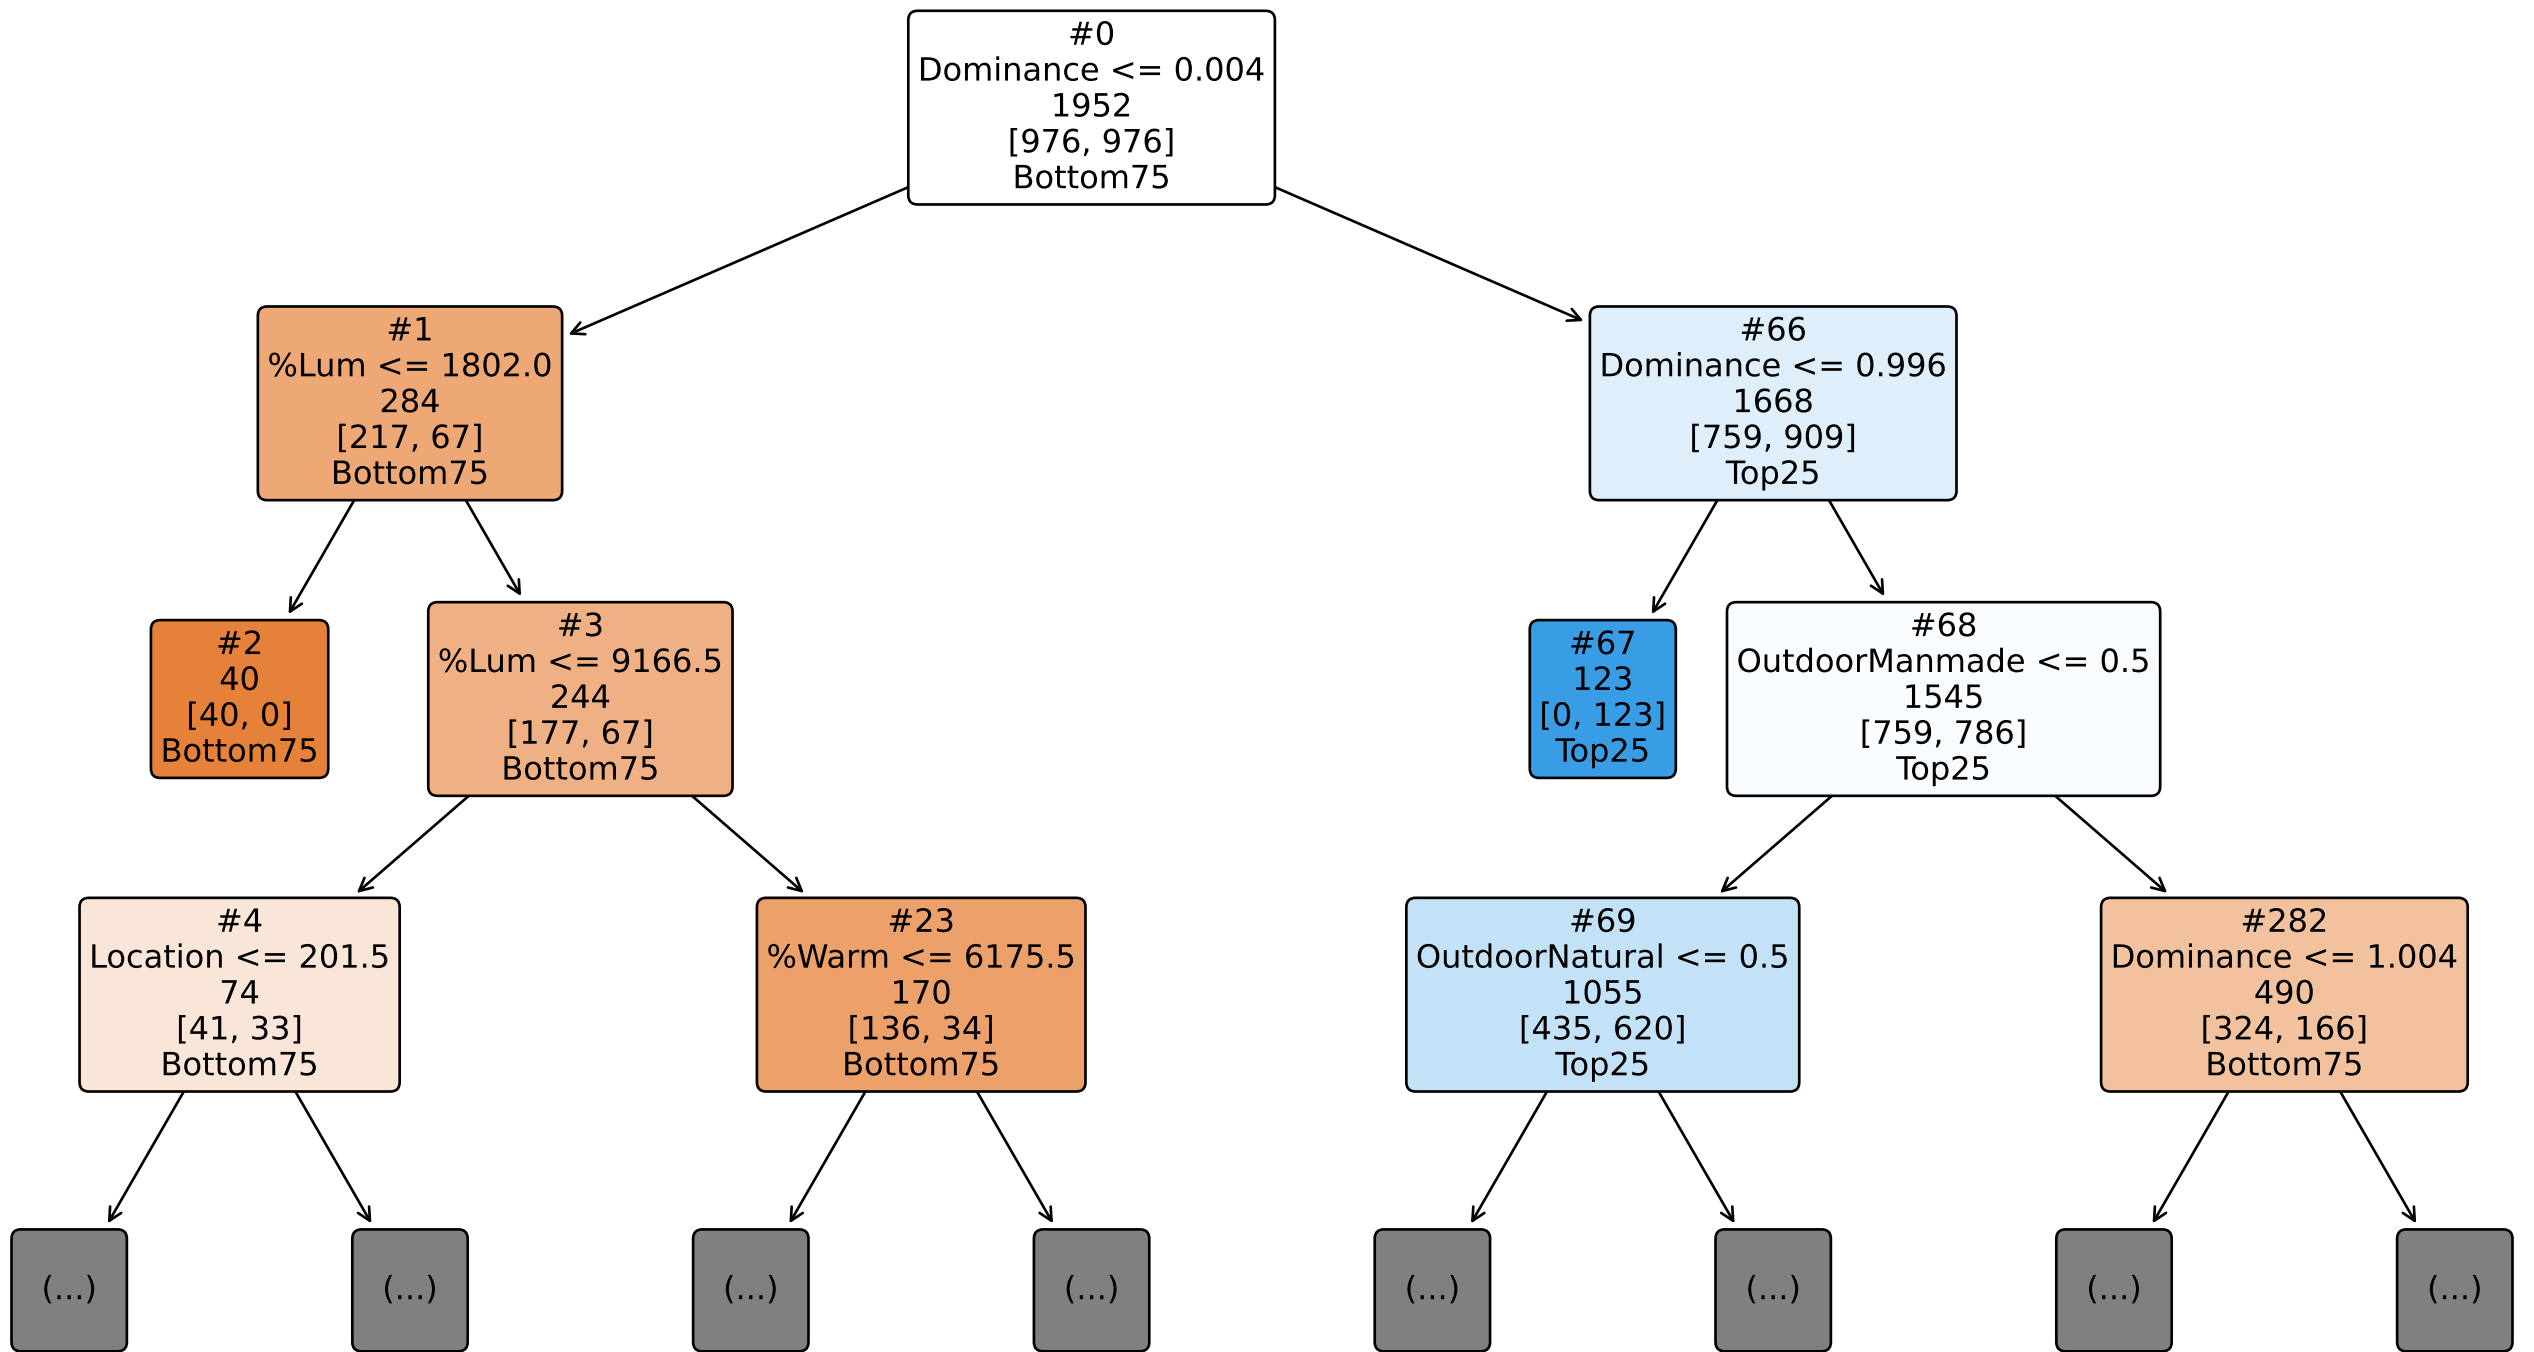 #0
Dominance <= 0.004
1952
[976, 976]
Bottom75
#1
%Lum <= 1802.0
284
[217, 67]
Bottom75
#66
Dominance <= 0.996
1668
[759, 909]
Top25
#2
40
[40, 0]
Bottom75
#3
%Lum <= 9166.5
244
[177, 67]
Bottom75
#67
123
[0, 123]
Top25
#68
OutdoorManmade <= 0.5
1545
[759, 786]
Top25
#4
Location <= 201.5
74
[41, 33]
Bottom75
#23
%Warm <= 6175.5
170
[136, 34]
Bottom75
#69
OutdoorNatural <= 0.5
1055
[435, 620]
Top25
#282
Dominance <= 1.004
490
[324, 166]
Bottom75
(...)
(...)
(...)
(...)
(...)
(...)
(...)
(...)